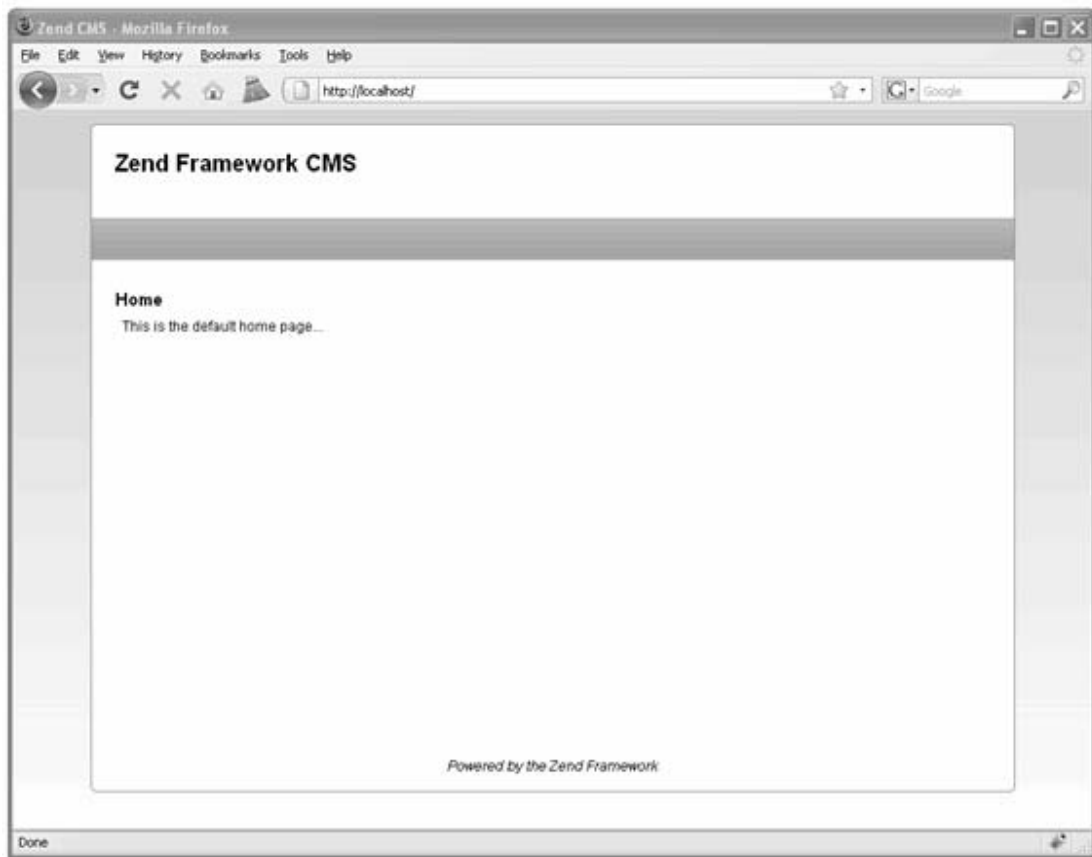 Zend CMS - Mozilla Firefox
File Edit View History Bookmarks Tools Help
http://localhost/
G Google
Zend Framework CMS
Home
This is the default home page...
Powered by the Zend Framework
Done